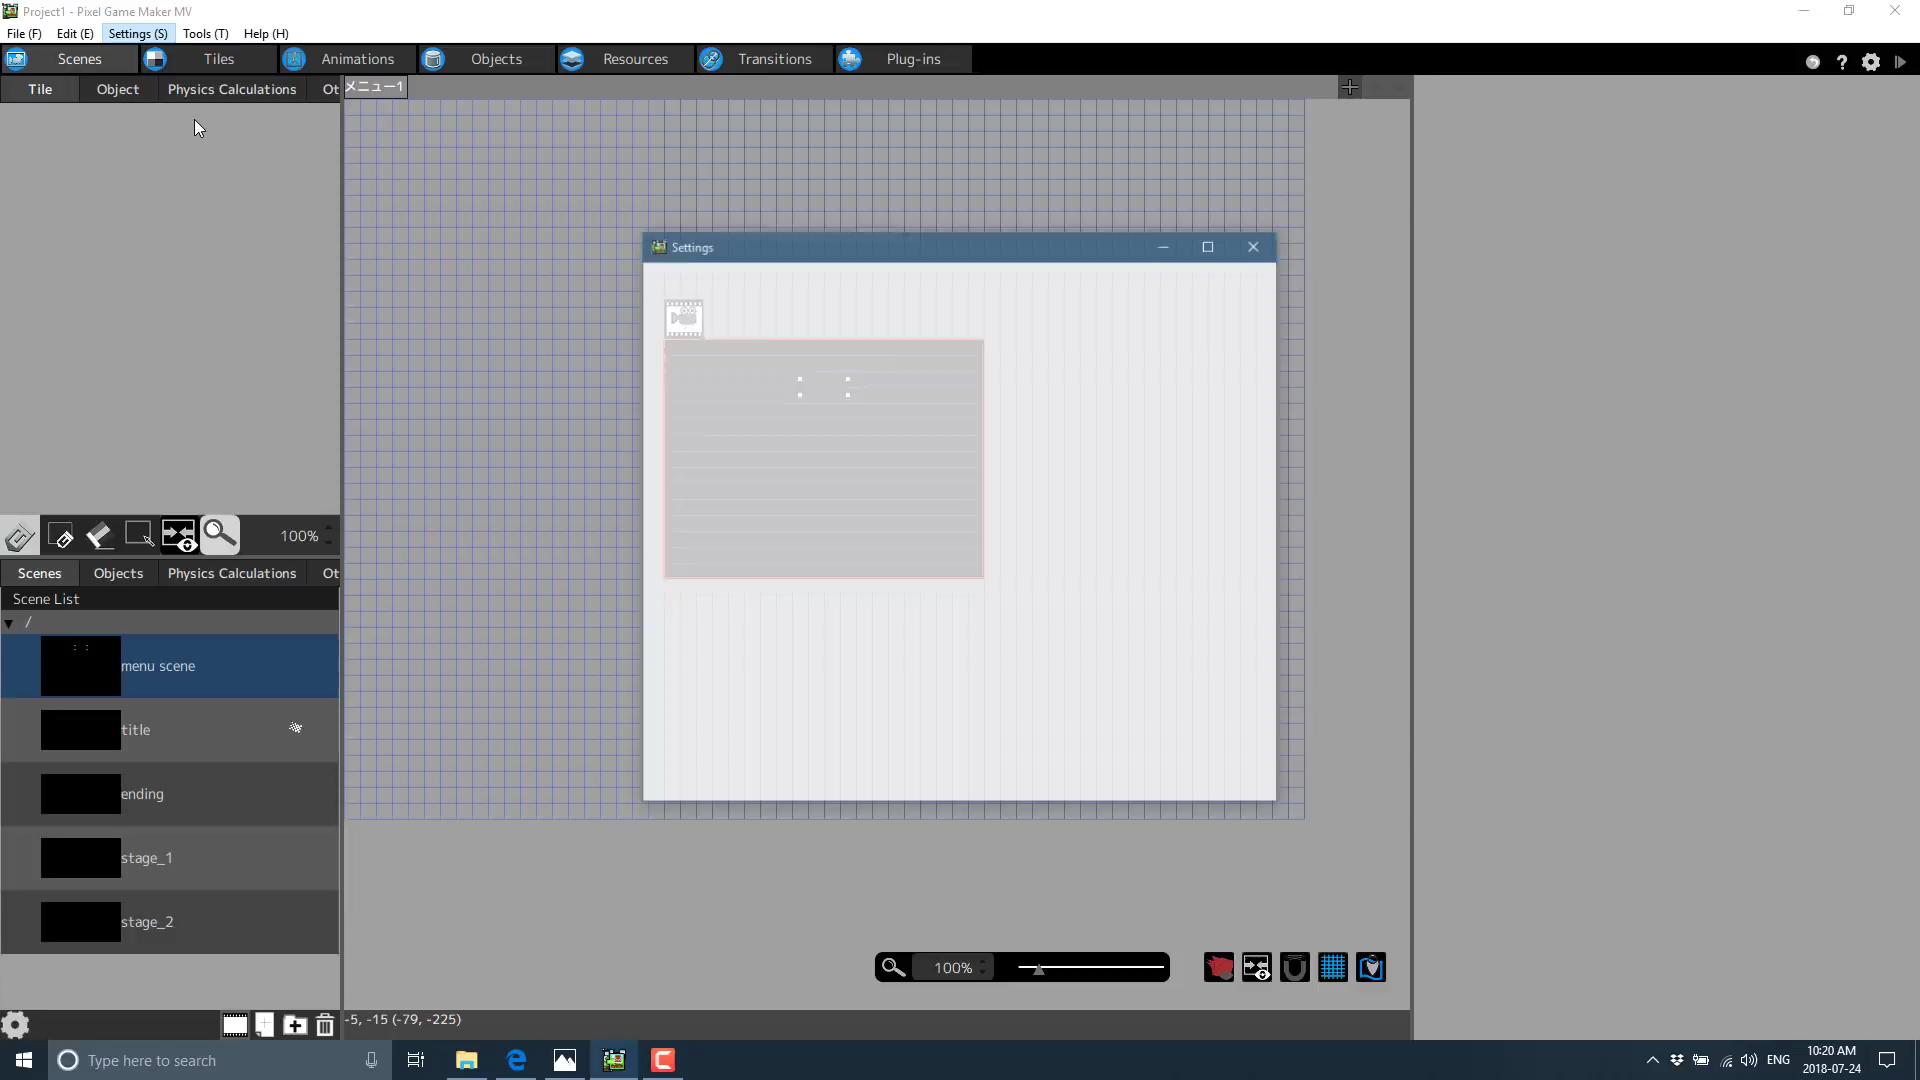 Project1 - Pixel Game Maker MV
File (F) Edit (E) Settings (S) Tools (T) Help (H)
Scenes Tiles Animations Objects Resources Transitions Plug-ins
?
Tile Object Physics Calculations Ot
メニュー1
Settings
100%
Scenes Objects Physics Calculations Ot
Scene List
/
menu scene
title
ending
stage_1
stage_2
100%
-5, -15 (-79, -225)
Type here to search
ENG
10:20 AM
2018-07-24